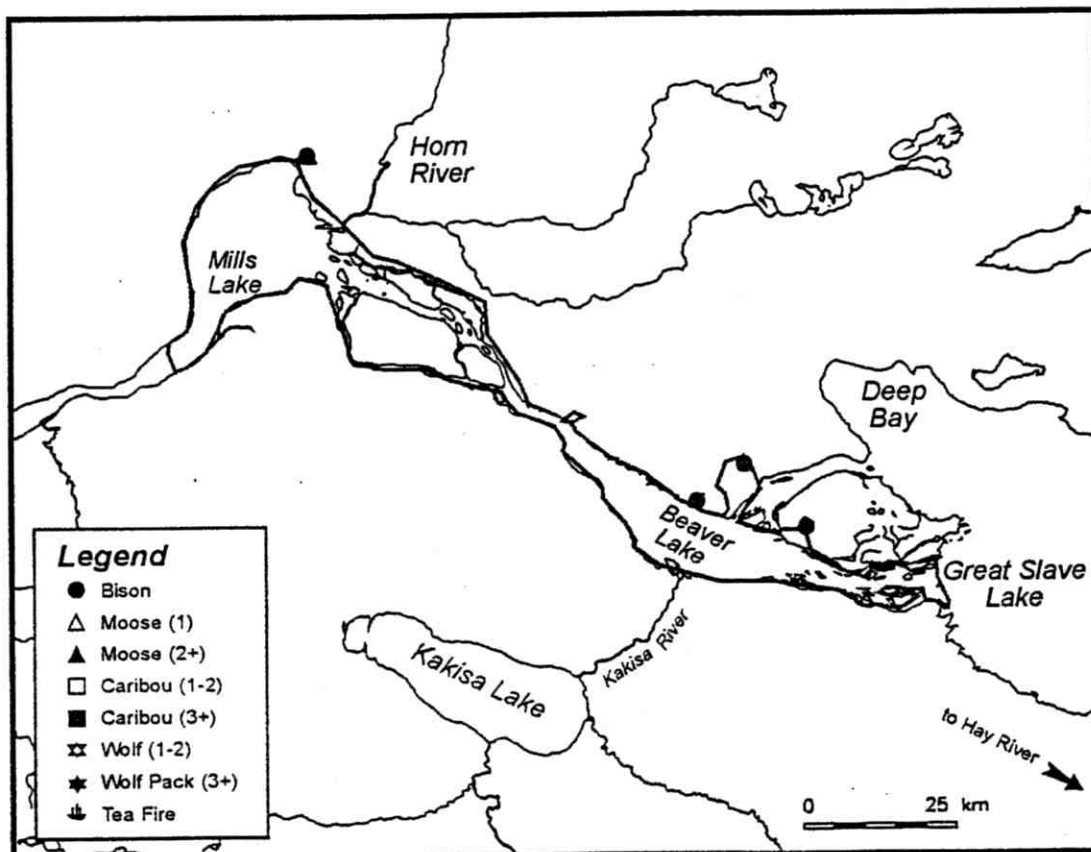 Horn
River
Mills
Lake
Deep
Bay
Beaver
Lake
Great Slave
Lake
Kakisa River
Kakisa Lake
to Hay River
0 25 km
Legend
Bison
Moose (1)
Moose (2+)
Caribou (1-2)
Caribou (3+)
Wolf (1-2)
Wolf Pack (3+)
Tea Fire